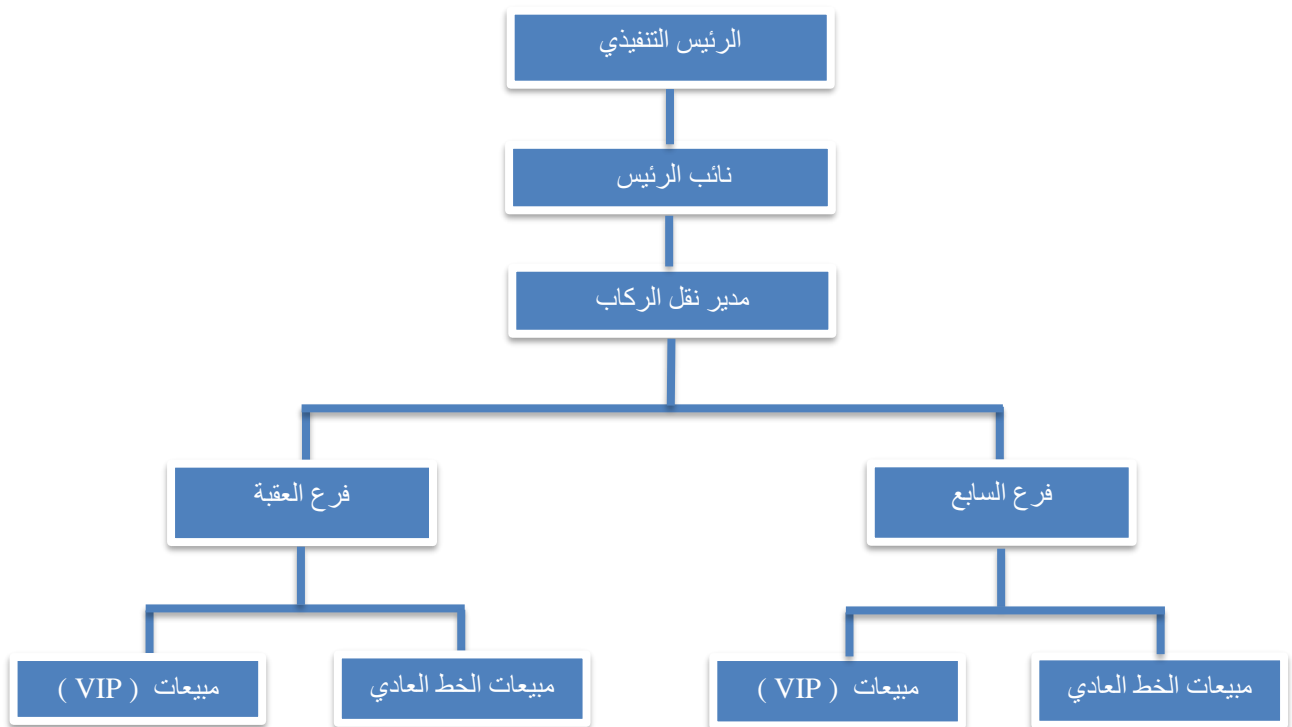 الرئيس التنفيذي
نائب الرئيس
مدير نقل الركاب
فرع السابع
فرع العقبة
مبيعات الخط العادي
مبيعات ( VIP )
مبيعات الخط العادي
مبيعات ( VIP )